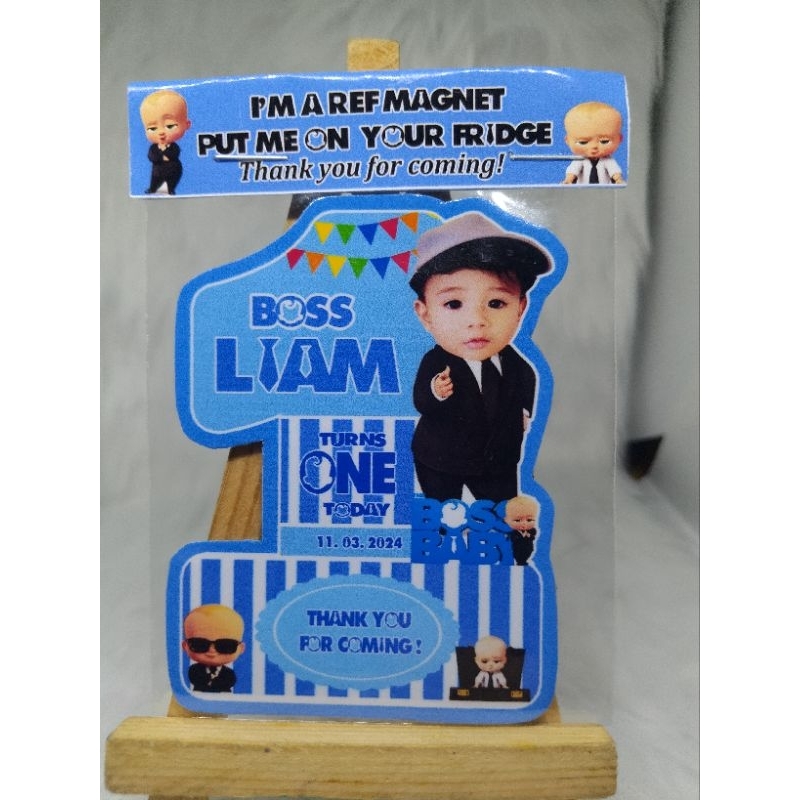 I'M A REF MAGNET
PUT ME ON YOUR FRIDGE
Thank you for coming!
BOSS
LIAM
TURNS
ONE
TODAY
11. 03. 2024
BOSS
BABY
THANK YOU
FOR COMING!